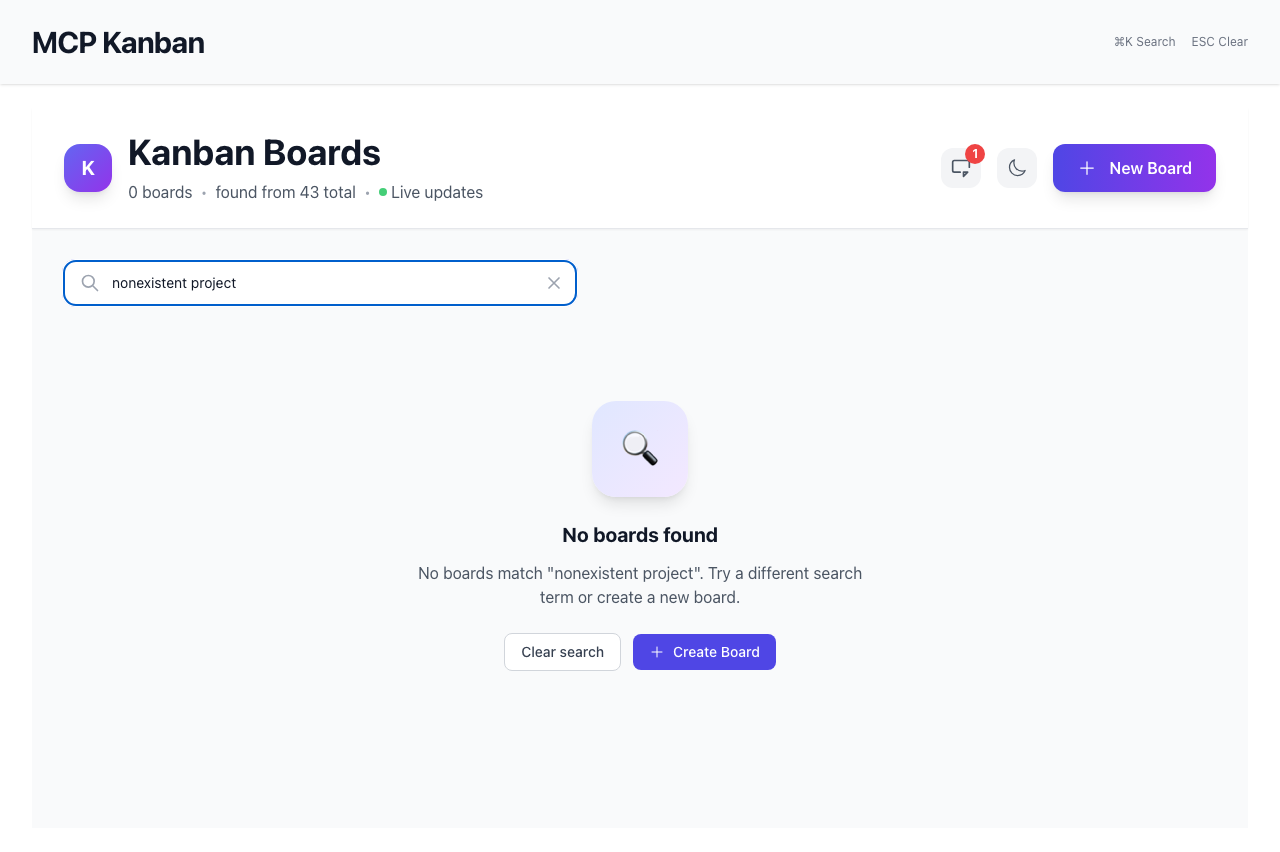 MCP Kanban
⌘K Search ESC Clear
K
Kanban Boards
0 boards • found from 43 total • Live updates
1
New Board
nonexistent project
No boards found
No boards match "nonexistent project". Try a different search
term or create a new board.
Clear search
Create Board